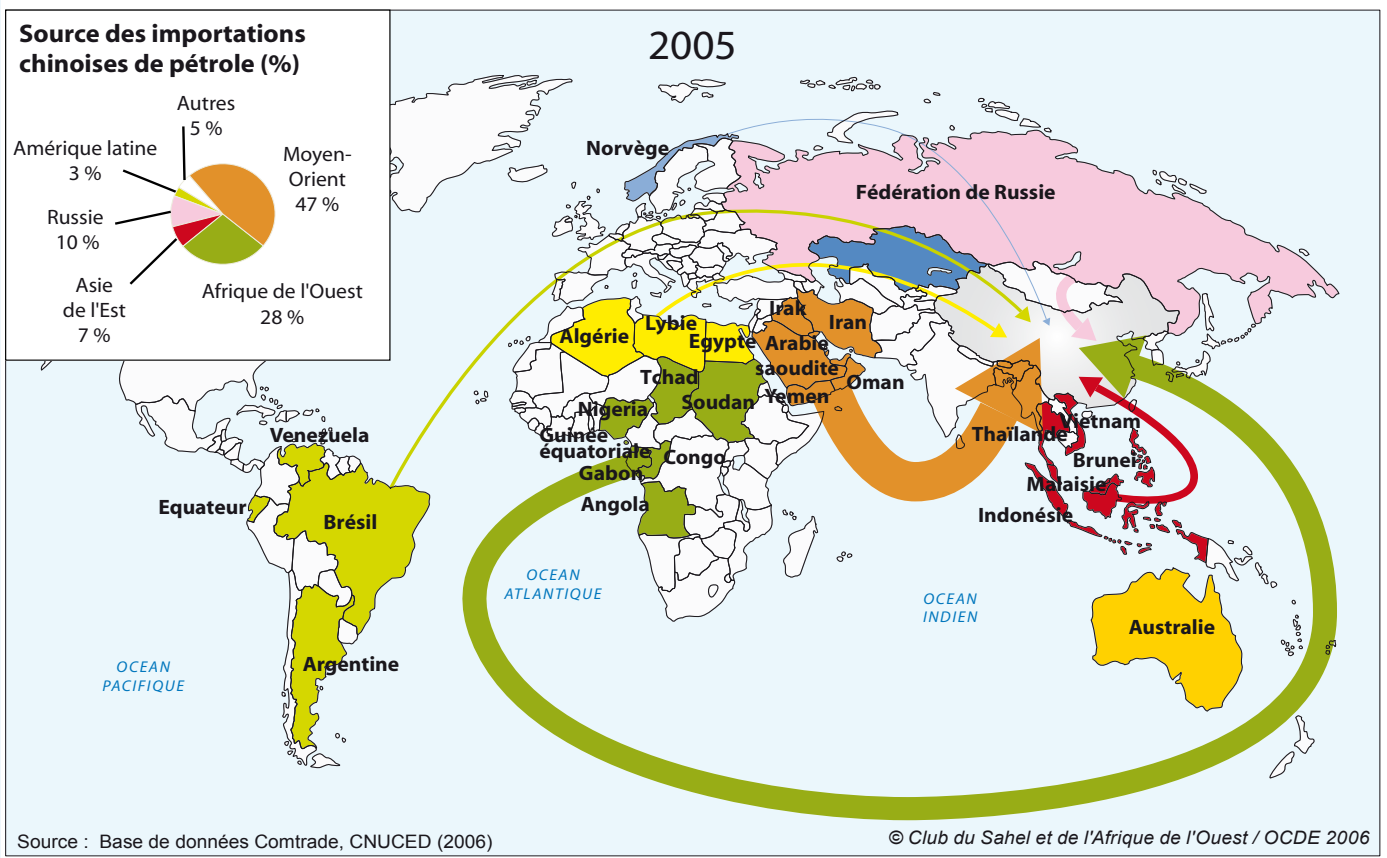 Source des importations
chinoises de pétrole (%)
Autres
5 %
Amérique latine
3 %
Moyen-
Orient
47 %
Russie
10 %
Asie
de l'Est
7 %
Afrique de l'Ouest
28 %
2005
Norvège
Fédération de Russie
Algérie
Lybie
Egypte
Irak
Iran
Arabie
saoudite
Oman
Yemen
Tchad
Soudan
Nigeria
Guinée
équatoriale
Gabon
Congo
Angola
Thaïlande
Vietnam
Brunei
Malaisie
Indonésie
Venezuela
Equateur
Brésil
Argentine
Australie
OCEAN
ATLANTIQUE
OCEAN
INDIEN
OCEAN
PACIFIQUE
Source : Base de données Comtrade, CNUCED (2006)
© Club du Sahel et de l'Afrique de l'Ouest / OCDE 2006